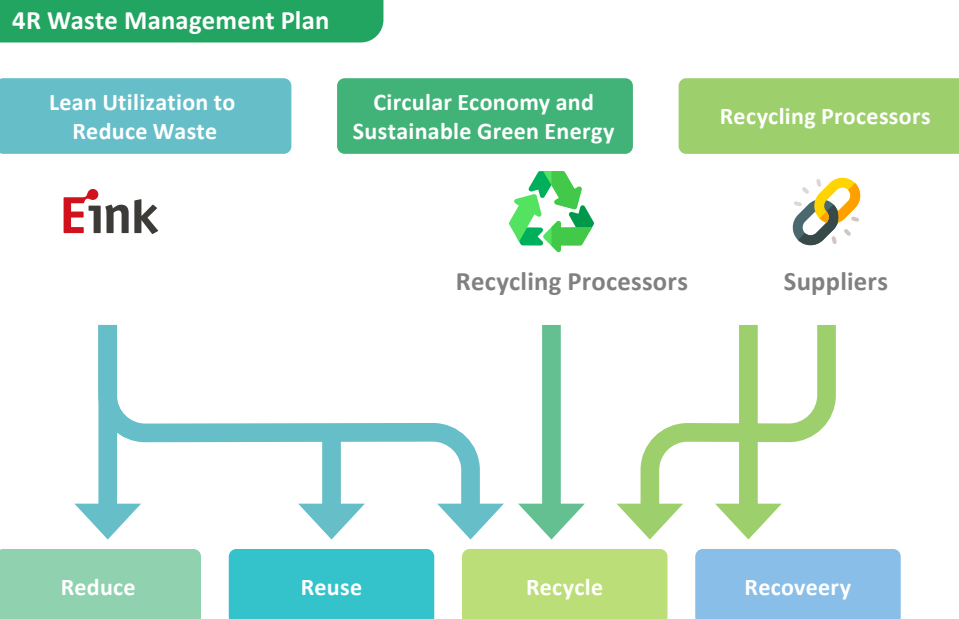 4R Waste Management Plan
Lean Utilization to
Reduce Waste
Circular Economy and
Sustainable Green Energy
Recycling Processors
Eink
Recycling Processors
Suppliers
Reduce
Reuse
Recycle
Recoveery